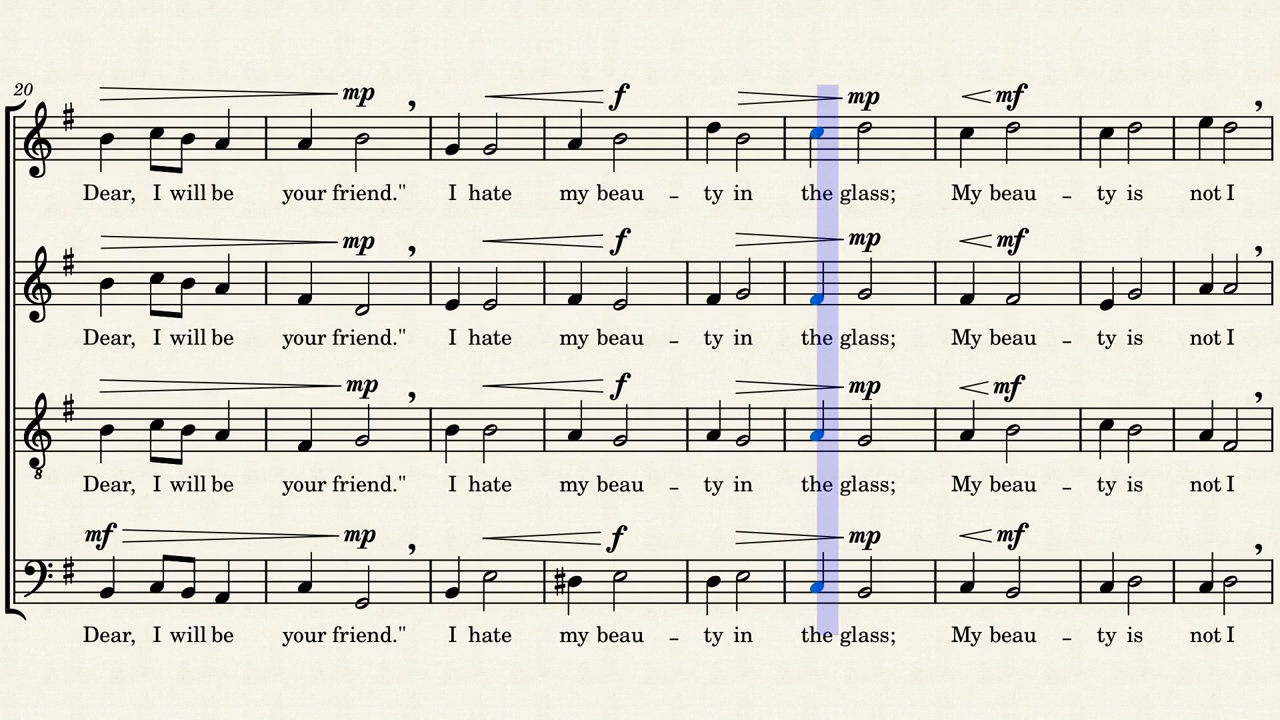 20
mp f mp mf
Dear, I will be your friend." I hate my beau – ty in the glass; My beau – ty is not I
mp f mp mf
Dear, I will be your friend." I hate my beau – ty in the glass; My beau – ty is not I
mp f mp mf
8
Dear, I will be your friend." I hate my beau – ty in the glass; My beau – ty is not I
mf mp f mp mf
Dear, I will be your friend." I hate my beau – ty in the glass; My beau – ty is not I